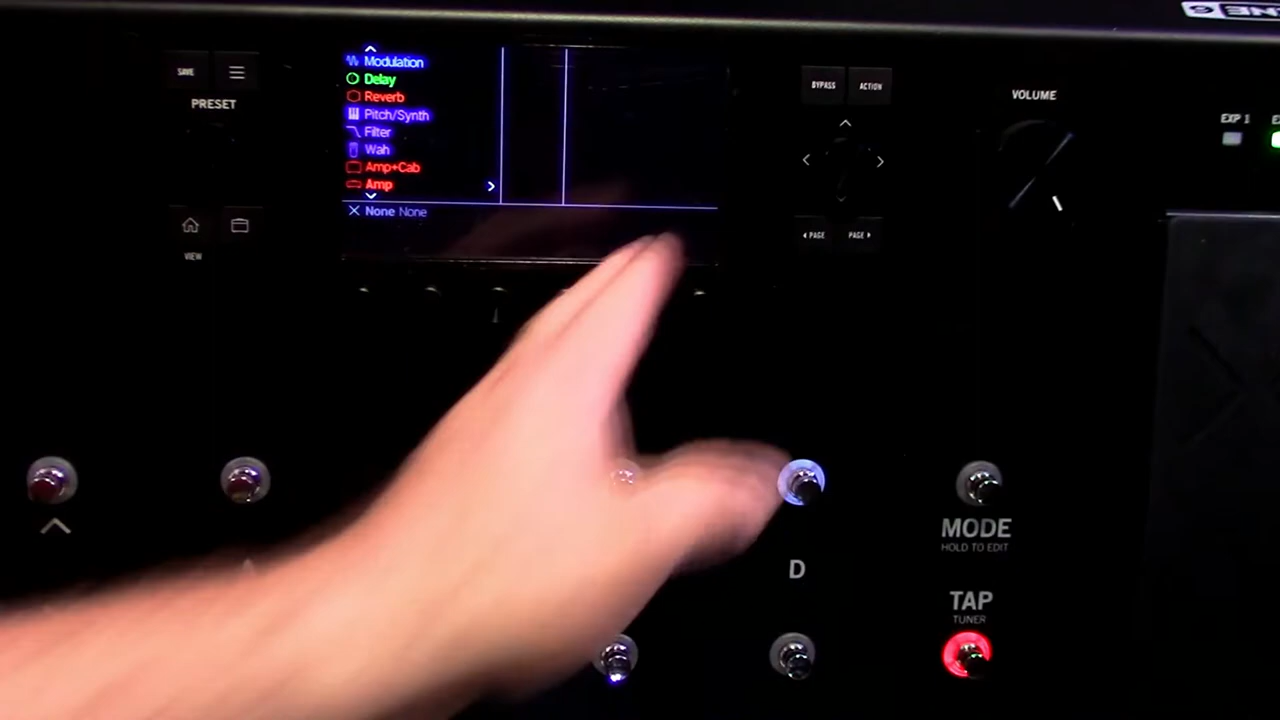 SAVE
PRESET
VIEW
Modulation
Delay
Reverb
Pitch/Synth
Filter
Wah
Amp+Cab
Amp
None None
BYPASS
ACTION
PAGE
PAGE
VOLUME
EXP 1
MODE
HOLD TO EDIT
D
TAP
TUNER